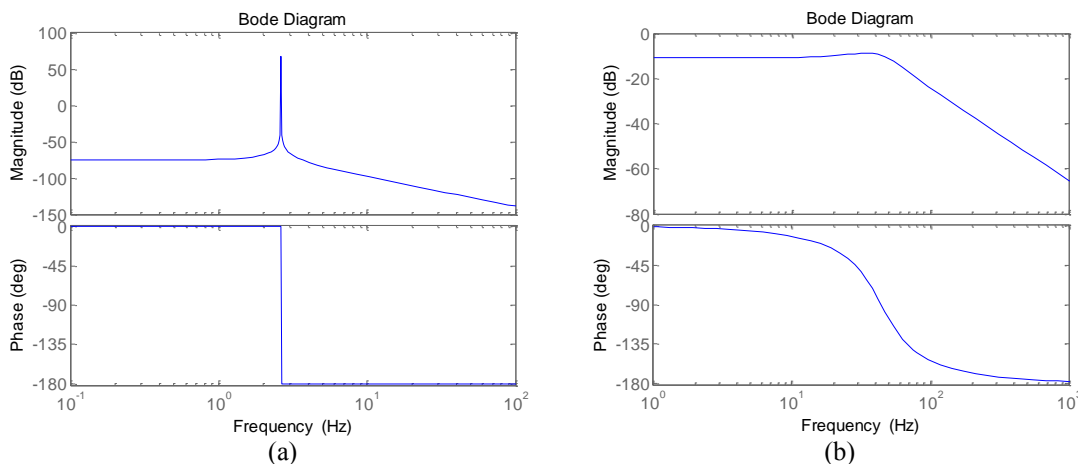 Bode Diagram
100
50
0
-50
-100
-150
Magnitude (dB)
0
-45
-90
-135
-180
Phase (deg)
10^-1
10^0
10^1
10^2
Frequency (Hz)
(a)
Bode Diagram
0
-20
-40
-60
-80
Magnitude (dB)
0
-45
-90
-135
-180
Phase (deg)
10^0
10^1
10^2
10^3
Frequency (Hz)
(b)